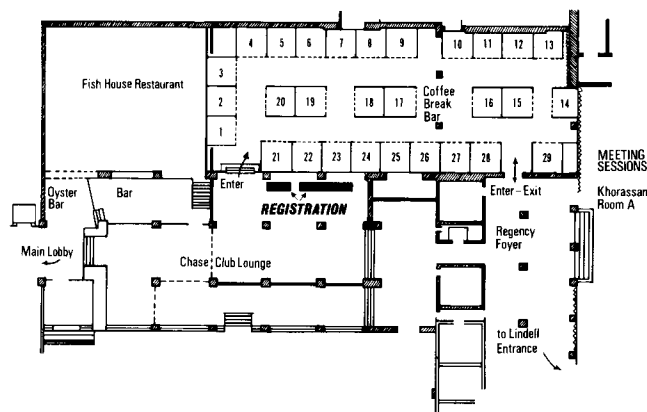 4 5 6 7 8 9 10 11 12 13
3
Fish House Restaurant
Coffee
Break
Bar
2 20 19 18 17 16 15 14
1
21 22 23 24 25 26 27 28 29
MEETING
SESSIONS
Khorassan
Room A
Oyster
Bar
Bar
Enter
Enter-Exit
REGISTRATION
Regency
Foyer
Main Lobby
Chase Club Lounge
to Lindell
Entrance